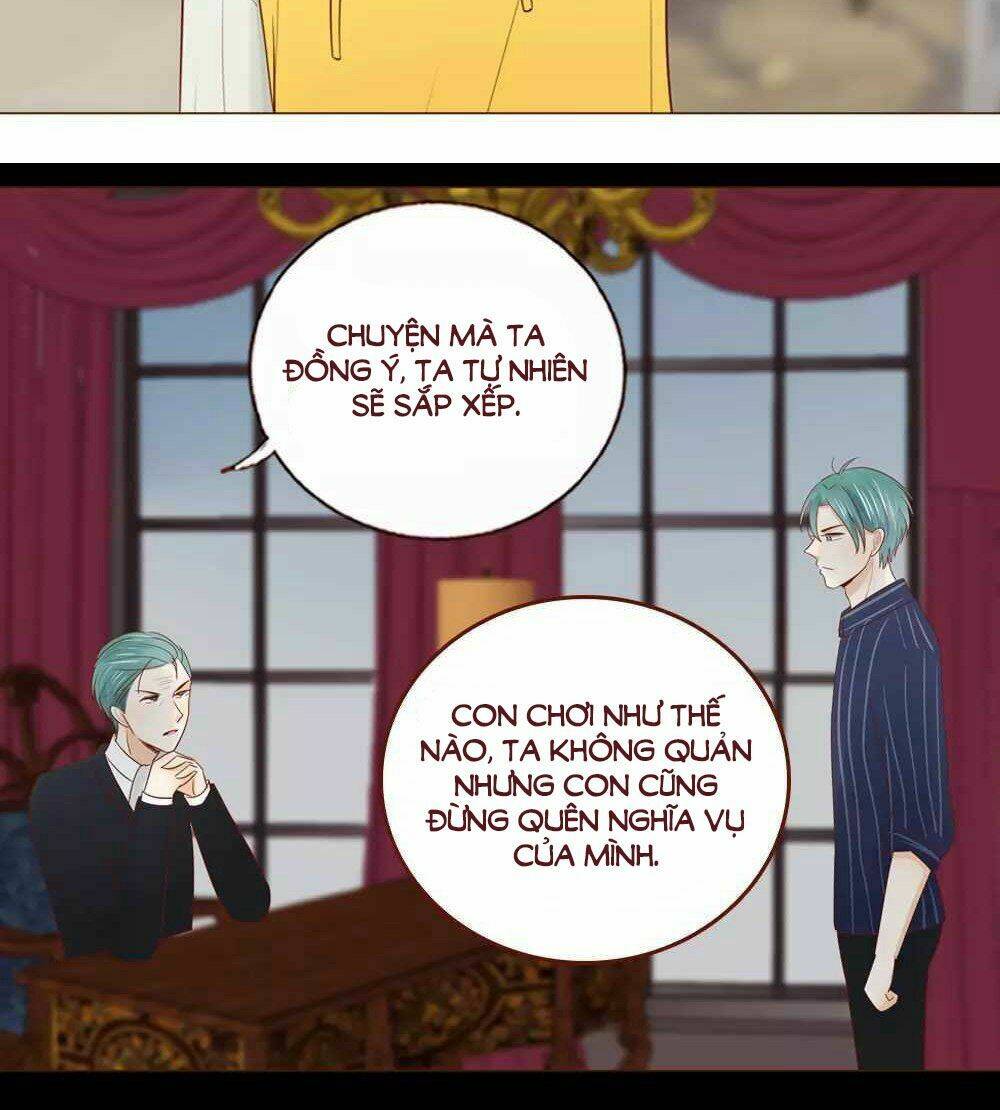 CHUYỆN MÀ TA
ĐỒNG Ý, TA TỰ NHIÊN
SẼ SẮP XẾP.
CON CHƠI NHƯ THẾ
NÀO, TA KHÔNG QUẢN
NHƯNG CON CŨNG
ĐỪNG QUÊN NGHĨA VỤ
CỦA MÌNH.